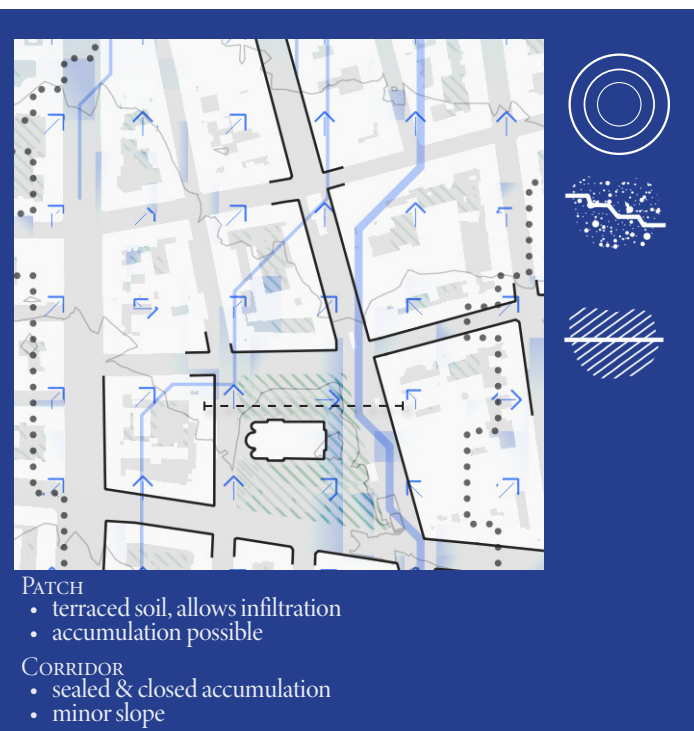 PATCH
• terraced soil, allows infiltration
• accumulation possible
CORRIDOR
• sealed & closed accumulation
• minor slope